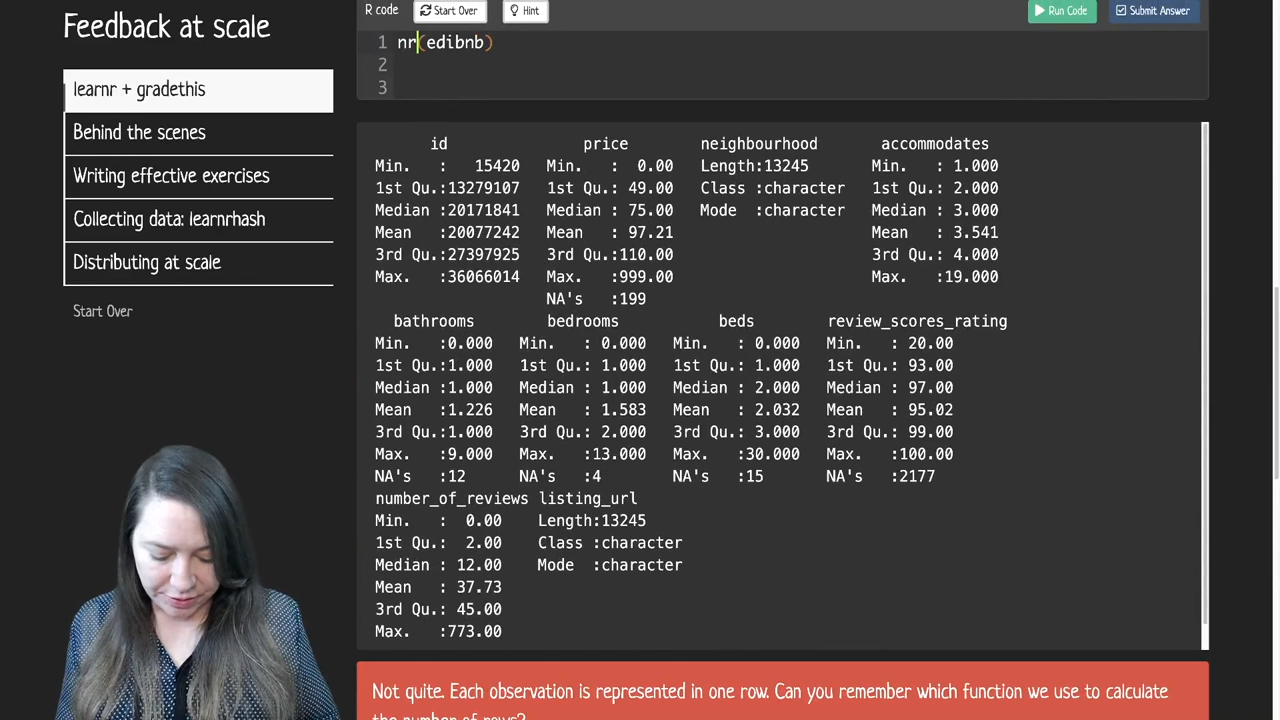 Feedback at scale
learnr + gradethis
Behind the scenes
Writing effective exercises
Collecting data: learnrhash
Distributing at scale
Start Over
R code Start Over Hint Run Code Submit Answer
1 nr(edibnb)
2
3
id price neighbourhood accommodates
Min. : 15420 Min. : 0.00 Length:13245 Min. : 1.000
1st Qu.:13279107 1st Qu.: 49.00 Class :character 1st Qu.: 2.000
Median :20171841 Median : 75.00 Mode :character Median : 3.000
Mean :20077242 Mean : 97.21 Mean : 3.541
3rd Qu.:27397925 3rd Qu.:110.00 3rd Qu.: 4.000
Max. :36066014 Max. :999.00 Max. :19.000
NA's :199
bathrooms bedrooms beds review_scores_rating
Min. :0.000 Min. : 0.000 Min. : 0.000 Min. : 20.00
1st Qu.:1.000 1st Qu.: 1.000 1st Qu.: 1.000 1st Qu.: 93.00
Median :1.000 Median : 1.000 Median : 2.000 Median : 97.00
Mean :1.226 Mean : 1.583 Mean : 2.032 Mean : 95.02
3rd Qu.:1.000 3rd Qu.: 2.000 3rd Qu.: 3.000 3rd Qu.: 99.00
Max. :9.000 Max. :13.000 Max. :30.000 Max. :100.00
NA's :12 NA's :4 NA's :15 NA's :2177
number_of_reviews listing_url
Min. : 0.00 Length:13245
1st Qu.: 2.00 Class :character
Median : 12.00 Mode :character
Mean : 37.73
3rd Qu.: 45.00
Max. :773.00
Not quite. Each observation is represented in one row. Can you remember which function we use to calculate
the number of rows?